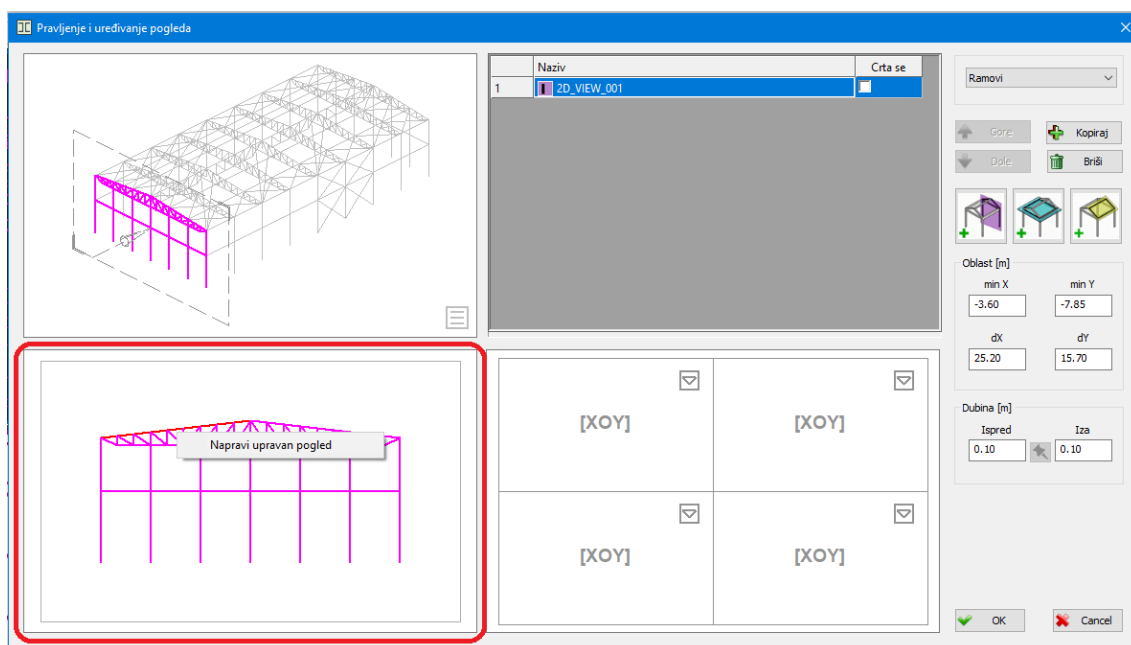 Pravljenje i uređivanje pogleda
Naziv
Crta se
1
2D_VIEW_001
Ramovi
Gore
Kopiraj
Dole
Briši
Oblast [m]
min X
min Y
-3.60
-7.85
dX
dY
25.20
15.70
Dubina [m]
Ispred
Iza
0.10
0.10
Napravi upravan pogled
[XOY]
[XOY]
[XOY]
[XOY]
OK
Cancel